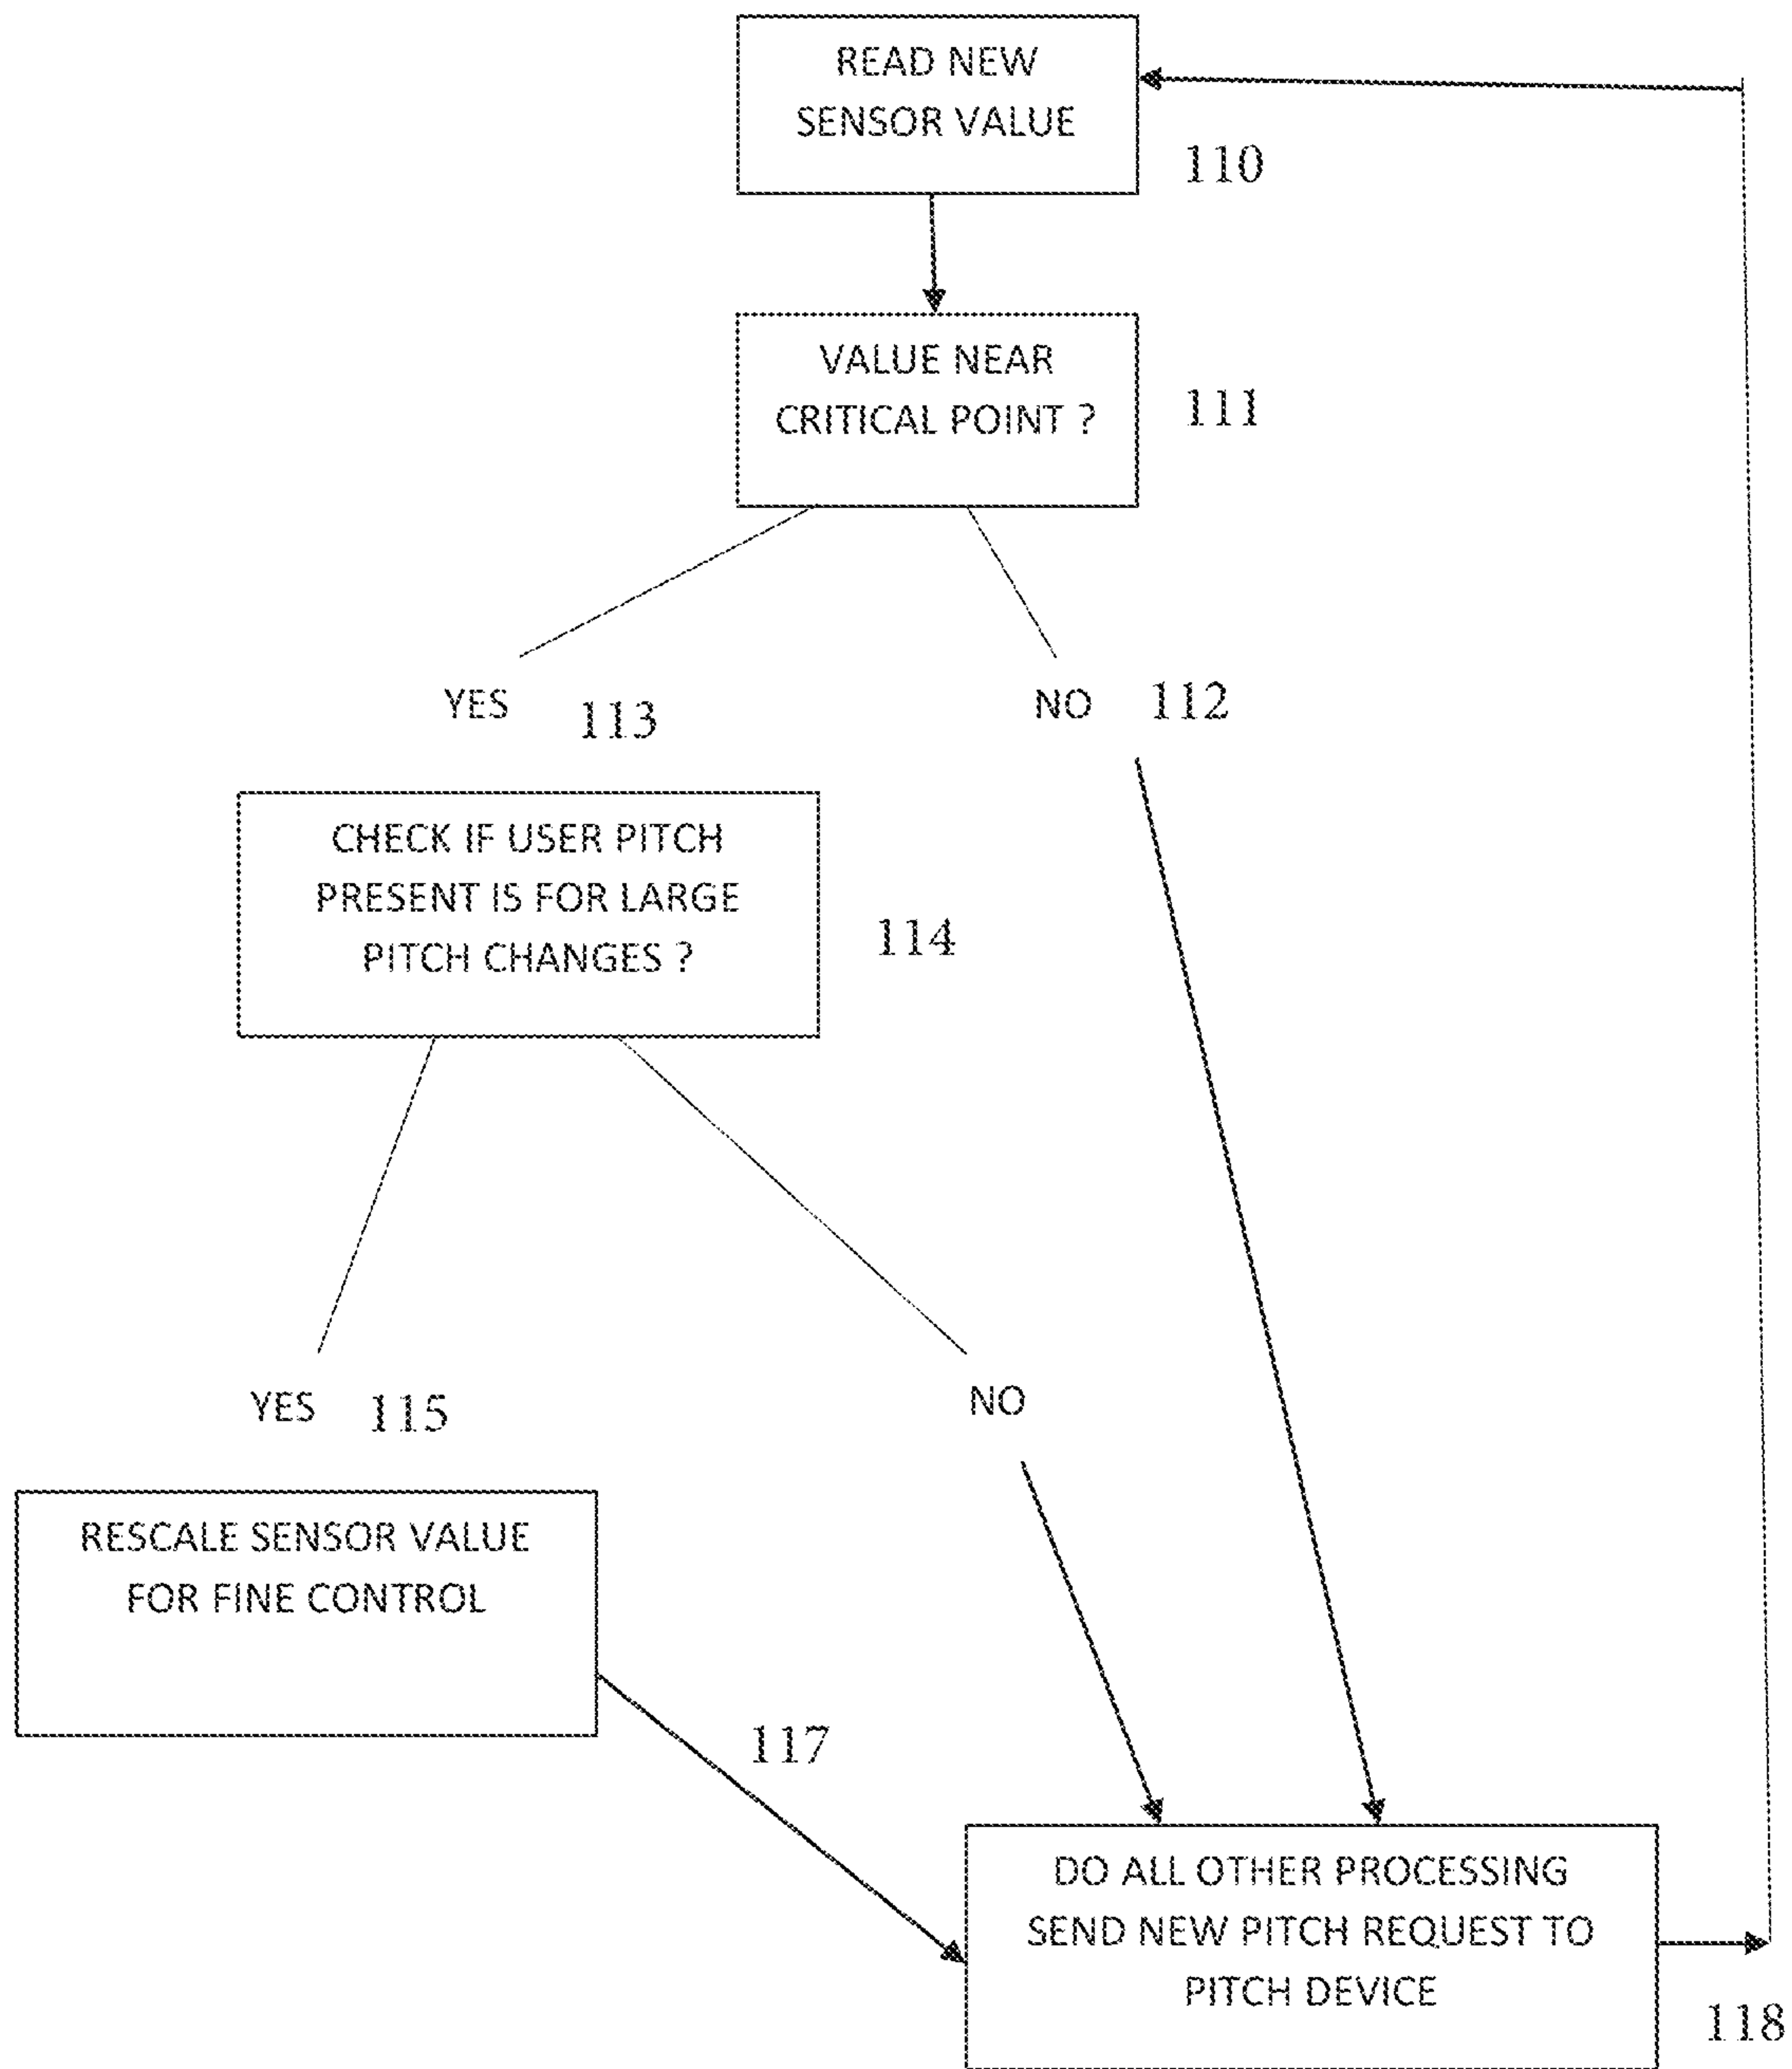 READ NEW
SENSOR VALUE
110
VALUE NEAR
CRITICAL POINT ?
111
YES
113
NO
112
CHECK IF USER PITCH
PRESENT IS FOR LARGE
PITCH CHANGES ?
114
YES
115
NO
RESCALE SENSOR VALUE
FOR FINE CONTROL
117
DO ALL OTHER PROCESSING
SEND NEW PITCH REQUEST TO
PITCH DEVICE
118